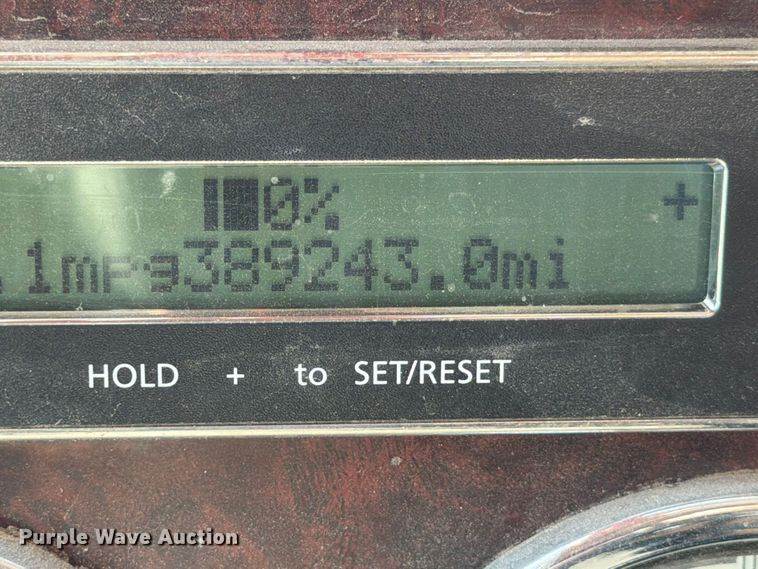 0% +
.1mpg389243.0mi
HOLD + to SET/RESET
Purple Wave Auction®